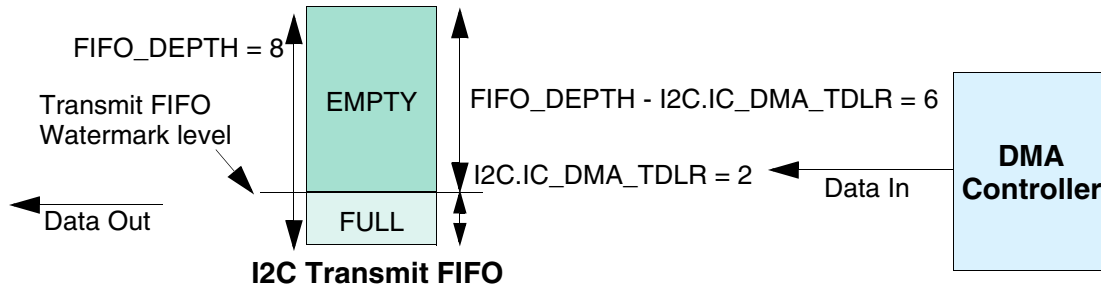 FIFO_DEPTH = 8
EMPTY
FIFO_DEPTH - I2C.IC_DMA_TDLR = 6
Transmit FIFO
Watermark level
I2C.IC_DMA_TDLR = 2
DMA
Controller
Data In
Data Out
FULL
I2C Transmit FIFO